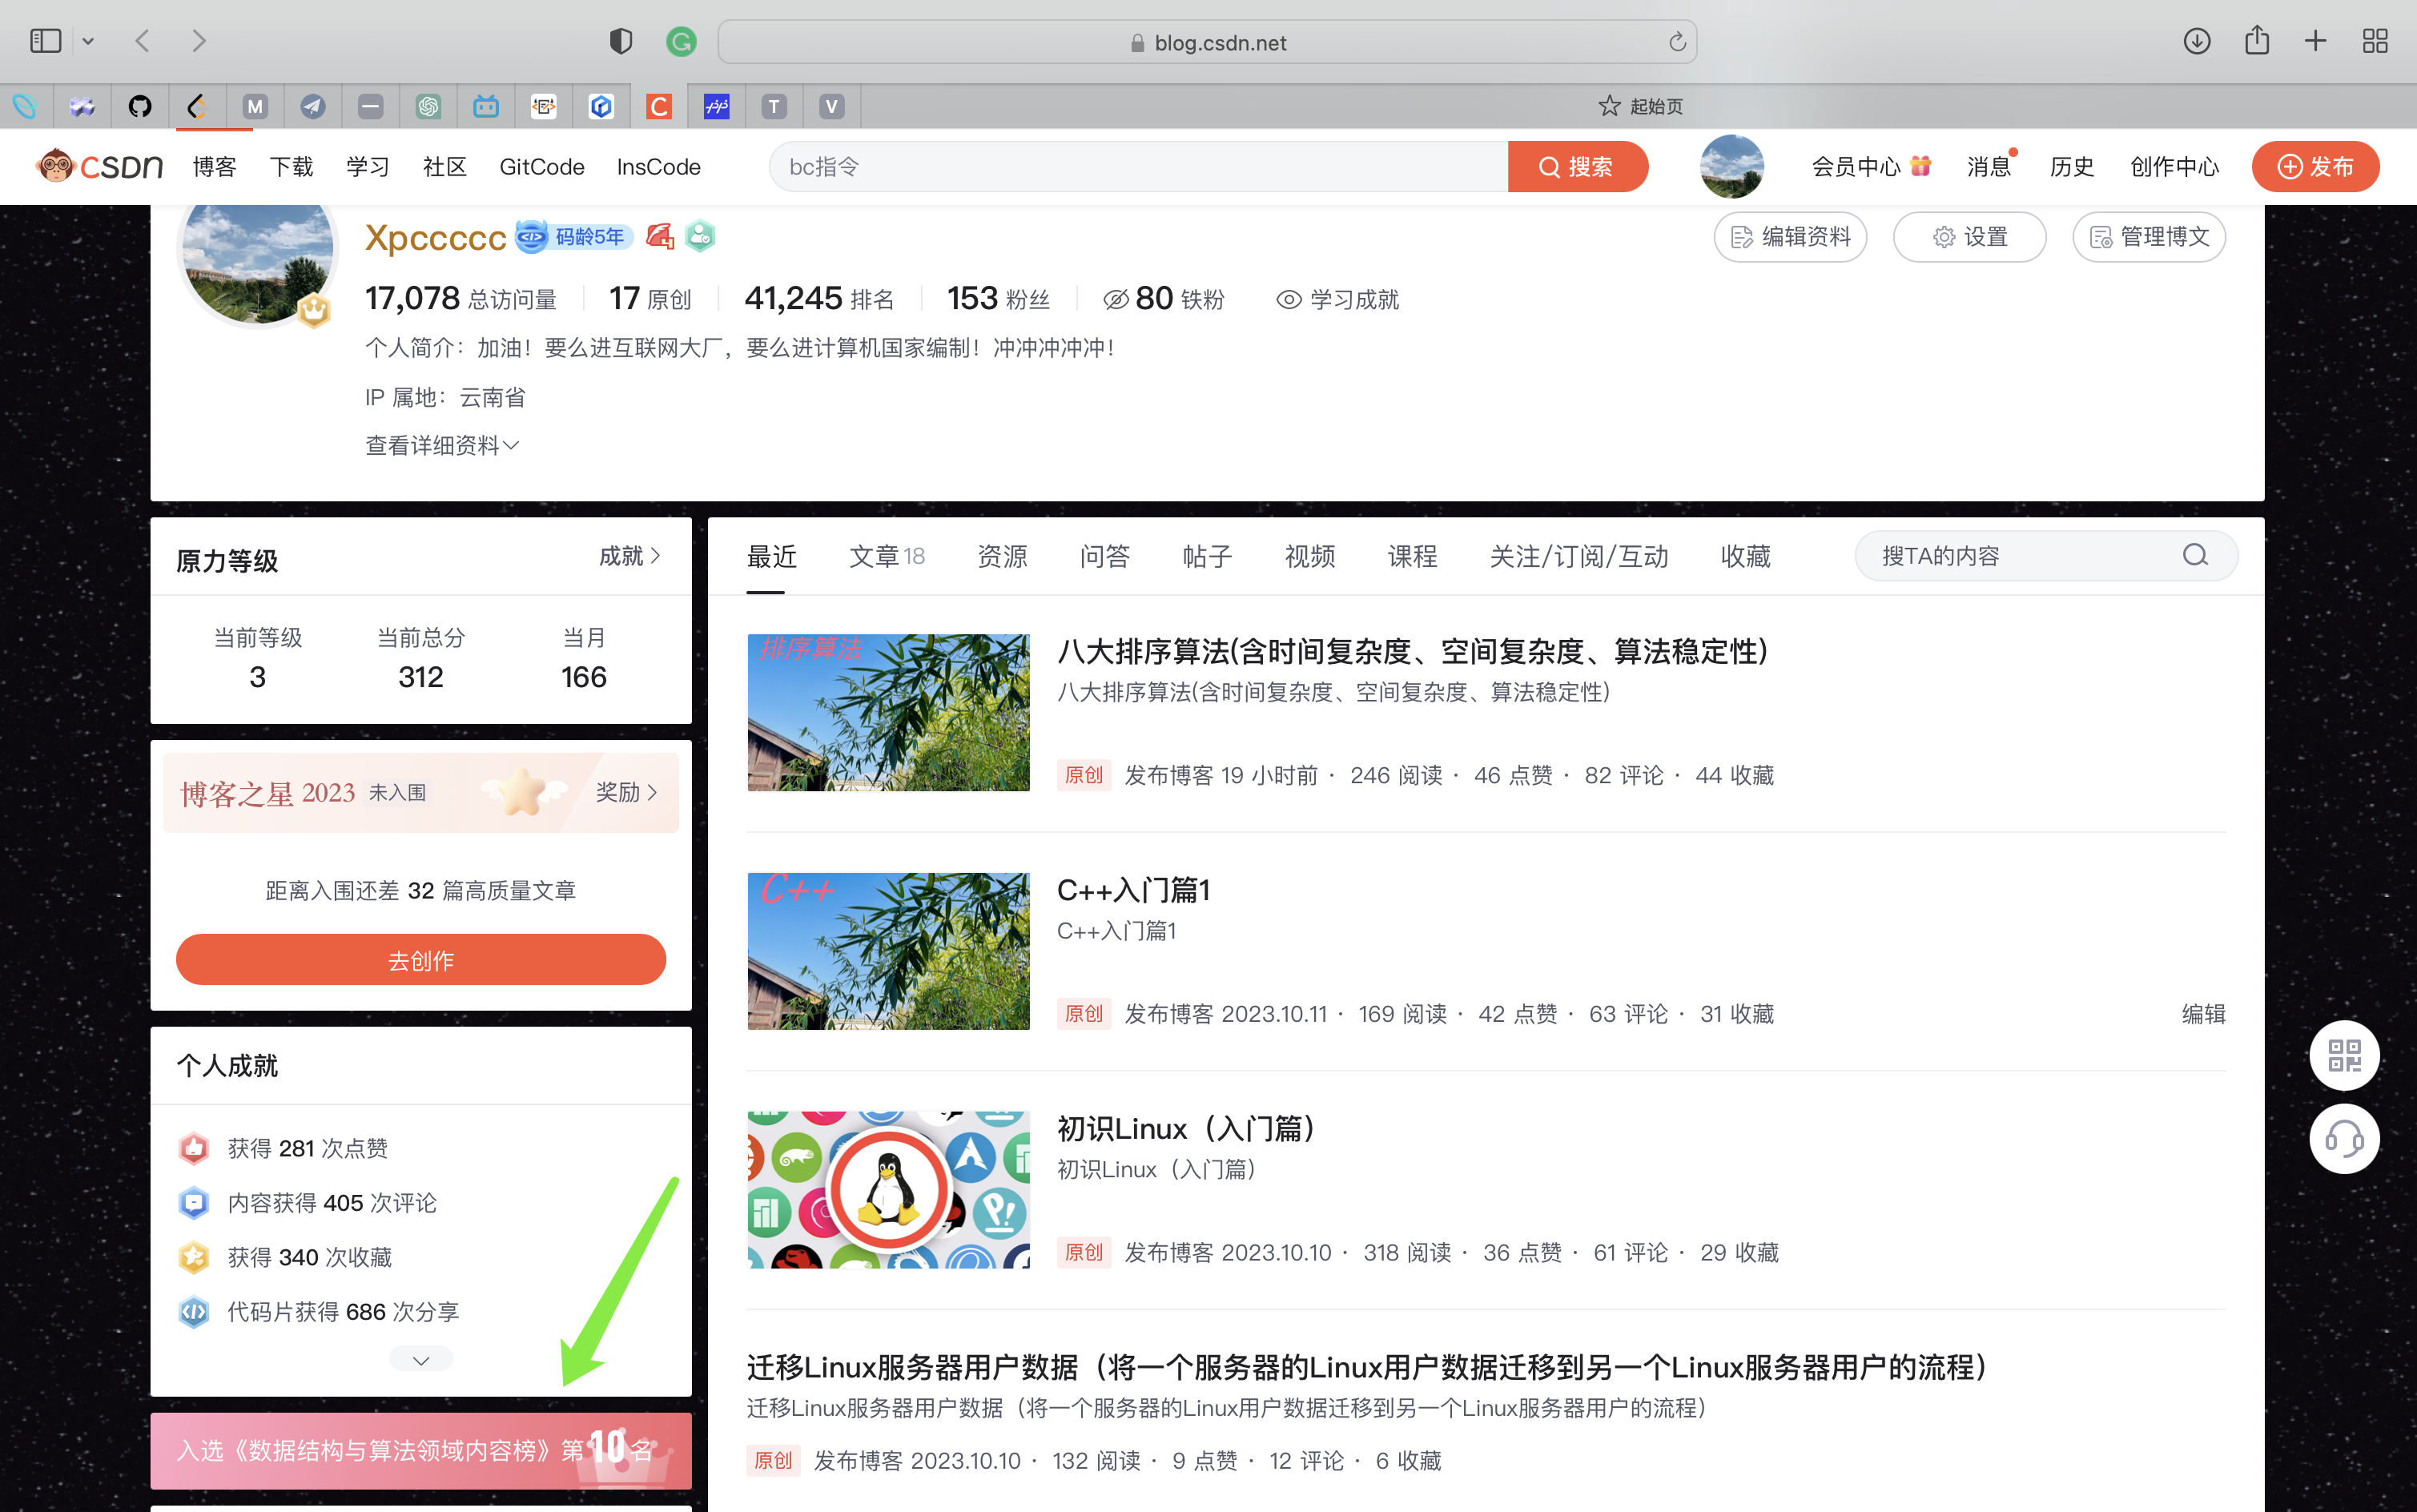 blog.csdn.net
M
T
V
起始页
CSDN
博客
下载
学习
社区
GitCode
InsCode
bc指令
搜索
会员中心
消息
历史
创作中心
发布
Xpccccc
码龄5年
编辑资料
设置
管理博文
17,078 总访问量
17 原创
41,245 排名
153 粉丝
80 铁粉
学习成就
个人简介：加油！要么进互联网大厂，要么进计算机国家编制！冲冲冲冲冲！
IP 属地：云南省
查看详细资料
原力等级
成就
当前等级
当前总分
当月
3
312
166
博客之星 2023 未入围
奖励
距离入围还差 32 篇高质量文章
去创作
个人成就
获得 281 次点赞
内容获得 405 次评论
获得 340 次收藏
代码片获得 686 次分享
入选《数据结构与算法领域内容榜》第10名
最近
文章 18
资源
问答
帖子
视频
课程
关注/订阅/互动
收藏
搜TA的内容
排序算法
八大排序算法(含时间复杂度、空间复杂度、算法稳定性)
八大排序算法(含时间复杂度、空间复杂度、算法稳定性)
原创 发布博客 19 小时前 · 246 阅读 · 46 点赞 · 82 评论 · 44 收藏
C++
C++入门篇1
C++入门篇1
原创 发布博客 2023.10.11 · 169 阅读 · 42 点赞 · 63 评论 · 31 收藏
编辑
初识Linux（入门篇）
初识Linux（入门篇）
原创 发布博客 2023.10.10 · 318 阅读 · 36 点赞 · 61 评论 · 29 收藏
迁移Linux服务器用户数据（将一个服务器的Linux用户数据迁移到另一个Linux服务器用户的流程）
迁移Linux服务器用户数据（将一个服务器的Linux用户数据迁移到另一个Linux服务器用户的流程）
原创 发布博客 2023.10.10 · 132 阅读 · 9 点赞 · 12 评论 · 6 收藏